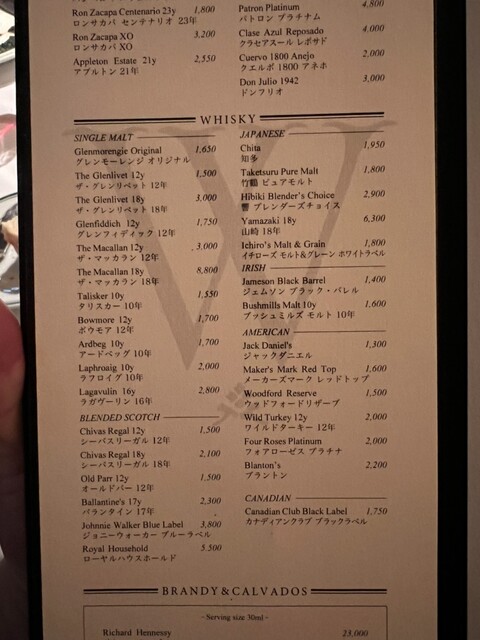 Ron Zacapa Centenario 23y 1,800
ロンサカパ センテナリオ 23年
Ron Zacapa XO 3,200
ロンサカパ XO
Appleton Estate 21y 2,550
アプルトン 21年
Patron Platinum 4,800
パトロン プラチナム
Clase Azul Reposado 4,000
クラセアスール レポサド
Cuervo 1800 Anejo 2,000
クエルボ 1800 アネホ
Don Julio 1942 3,000
ドンフリオ
WHISKY
SINGLE MALT
Glenmorengie Original 1,650
グレンモーレンジ オリジナル
The Glenlivet 12y 1,500
ザ・グレンリベット 12年
The Glenlivet 18y 3,000
ザ・グレンリベット 18年
Glenfiddich 12y 1,750
グレンフィディック 12年
The Macallan 12y 3,000
ザ・マッカラン 12年
The Macallan 18y 8,800
ザ・マッカラン 18年
Talisker 10y 1,550
タリスカー 10年
Bowmore 12y 1,700
ボウモア 12年
Ardbeg 10y 1,700
アードベッグ 10年
Laphroaig 10y 2,000
ラフロイグ 10年
Lagavulin 16y 2,800
ラガヴーリン 16年
BLENDED SCOTCH
Chivas Regal 12y 1,500
シーバスリーガル 12年
Chivas Regal 18y 2,100
シーバスリーガル 18年
Old Parr 12y 1,500
オールドパー 12年
Ballantine's 17y 2,300
バランタイン 17年
Johnnie Walker Blue Label 3,800
ジョニーウォーカー ブルーラベル
Royal Household 5,500
ローヤルハウスホールド
JAPANESE
Chita 1,950
知多
Taketsuru Pure Malt 1,800
竹鶴 ピュアモルト
Hibiki Blender's Choice 2,900
響 ブレンダーズチョイス
Yamazaki 18y 6,300
山崎 18年
Ichiro's Malt & Grain 1,800
イチローズ モルト&グレーン ホワイトラベル
IRISH
Jameson Black Barrel 1,400
ジェムソン ブラック・バレル
Bushmills Malt 10y 1,600
ブッシュミルズ モルト 10年
AMERICAN
Jack Daniel's 1,300
ジャックダニエル
Maker's Mark Red Top 1,600
メーカーズマーク レッドトップ
Woodford Reserve 1,500
ウッドフォードリザーブ
Wild Turkey 12y 2,000
ワイルドターキー 12年
Four Roses Platinum 2,000
フォアローゼス プラチナ
Blanton's 2,200
ブラントン
CANADIAN
Canadian Club Black Label 1,750
カナディアンクラブ ブラックラベル
BRANDY&CALVADOS
- Serving size 30ml -
Richard Hennessy 23,000